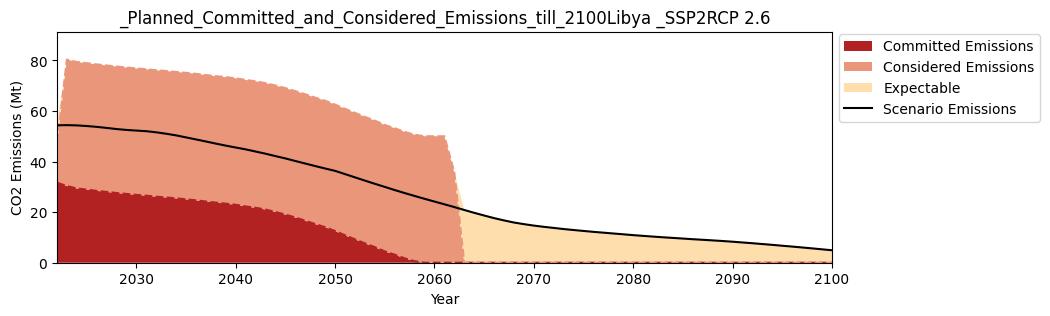 _Planned_Committed_and_Considered_Emissions_till_2100Libya _SSP2RCP 2.6
Committed Emissions
Considered Emissions
Expectable
Scenario Emissions
CO2 Emissions (Mt)
80
60
40
20
0
2030 2040 2050 2060 2070 2080 2090 2100
Year